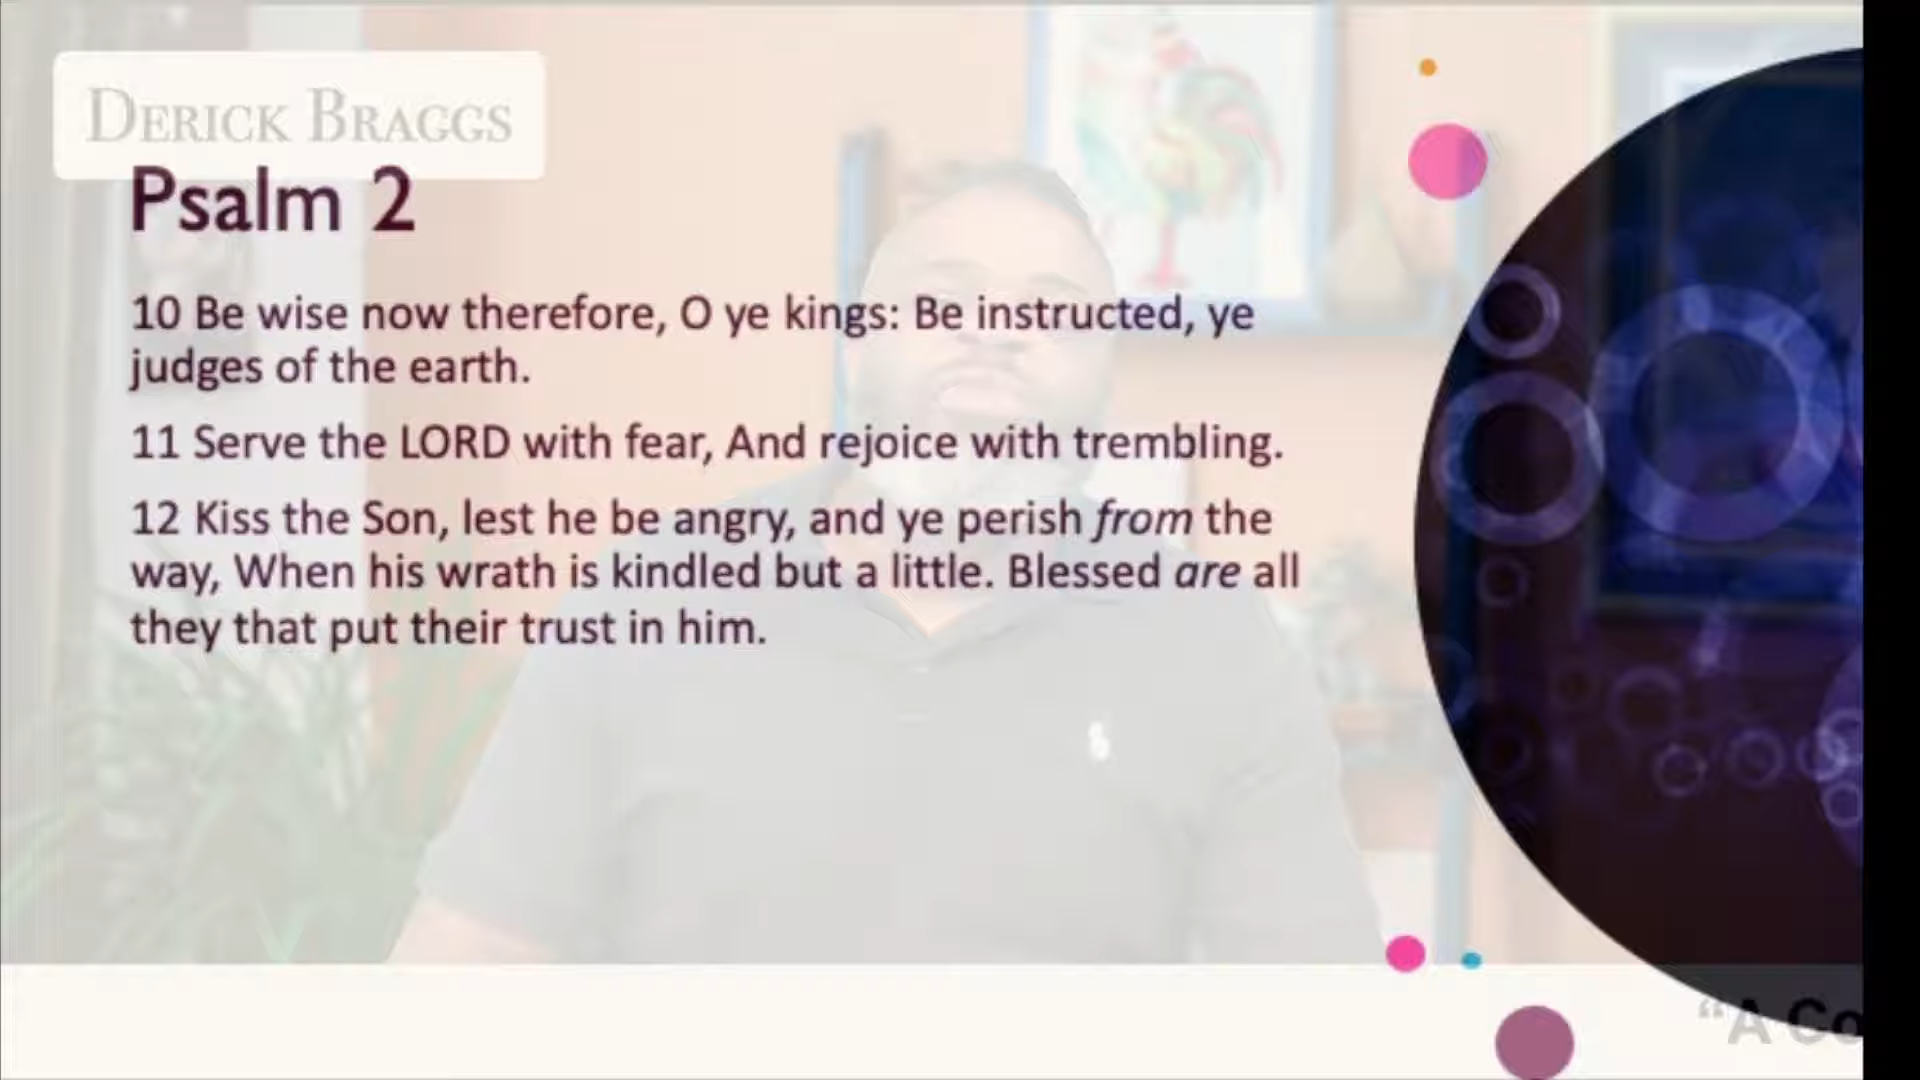 DERICK BRAGGS
Psalm 2
10 Be wise now therefore, O ye kings: Be instructed, ye
judges of the earth.
11 Serve the LORD with fear, And rejoice with trembling.
12 Kiss the Son, lest he be angry, and ye perish from the
way, When his wrath is kindled but a little. Blessed are all
they that put their trust in him.
“A Co